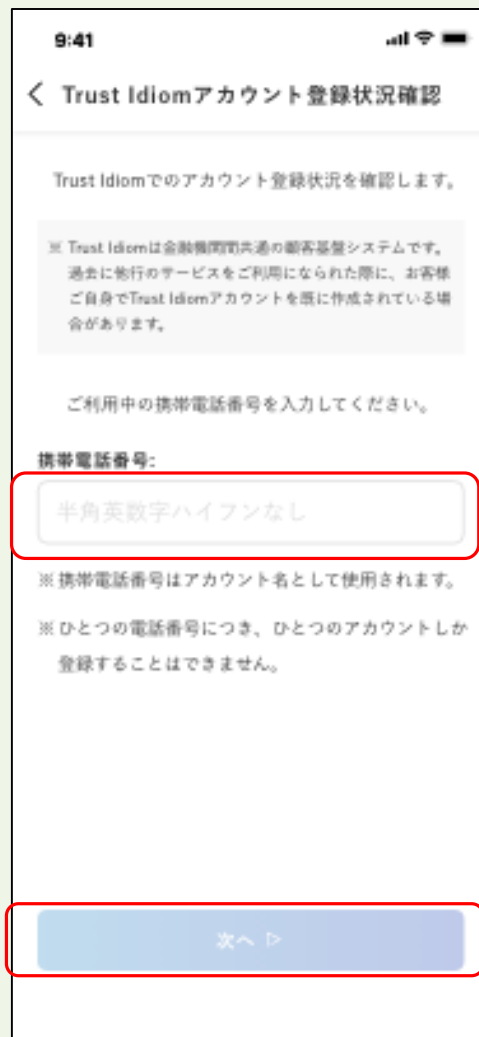 9:41
Trust Idiomアカウント登録状況確認
Trust Idiomでのアカウント登録状況を確認します。
※ Trust Idiomは金融機関間共通の顧客基盤システムです。
過去に他行のサービスをご利用になられた際に、お客様
ご自身でTrust Idiomアカウントを既に作成されている場
合があります。
ご利用中の携帯電話番号を入力してください。
携帯電話番号:
半角英数字ハイフンなし
※ 携帯電話番号はアカウント名として使用されます。
※ ひとつの電話番号につき、ひとつのアカウントしか
登録することはできません。
次へ ▷